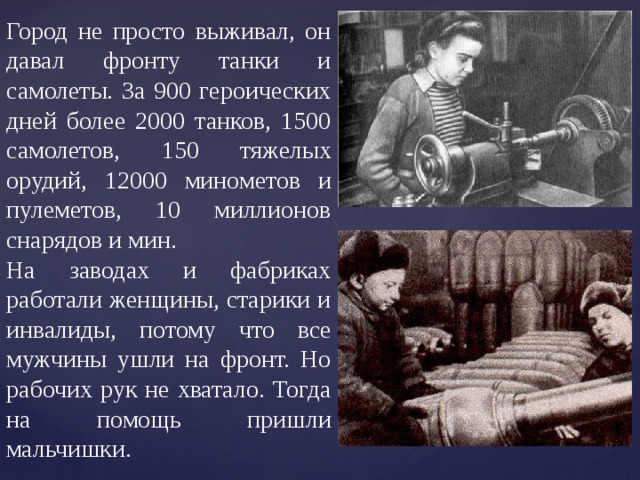 Город не просто выживал, он
давал фронту танки и
самолеты. За 900 героических
дней более 2000 танков, 1500
самолетов, 150 тяжелых
орудий, 12000 минометов и
пулеметов, 10 миллионов
снарядов и мин.
На заводах и фабриках
работали женщины, старики и
инвалиды, потому что все
мужчины ушли на фронт. Но
рабочих рук не хватало. Тогда
на помощь пришли
мальчишки.